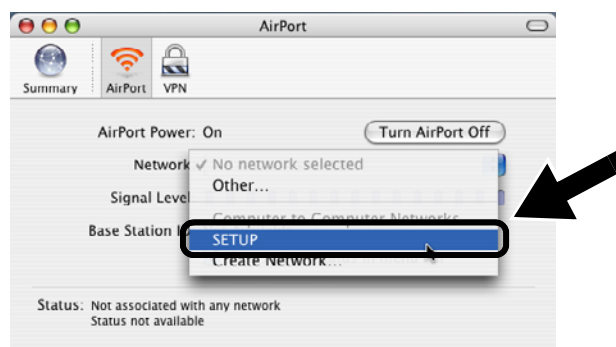 AirPort
Summary AirPort VPN
AirPort Power: On Turn AirPort Off
Network ✓ No network selected
Other...
Signal Level
Computer to Computer Networks
Base Station
SETUP
Create Network...
Status: Not associated with any network
Status not available